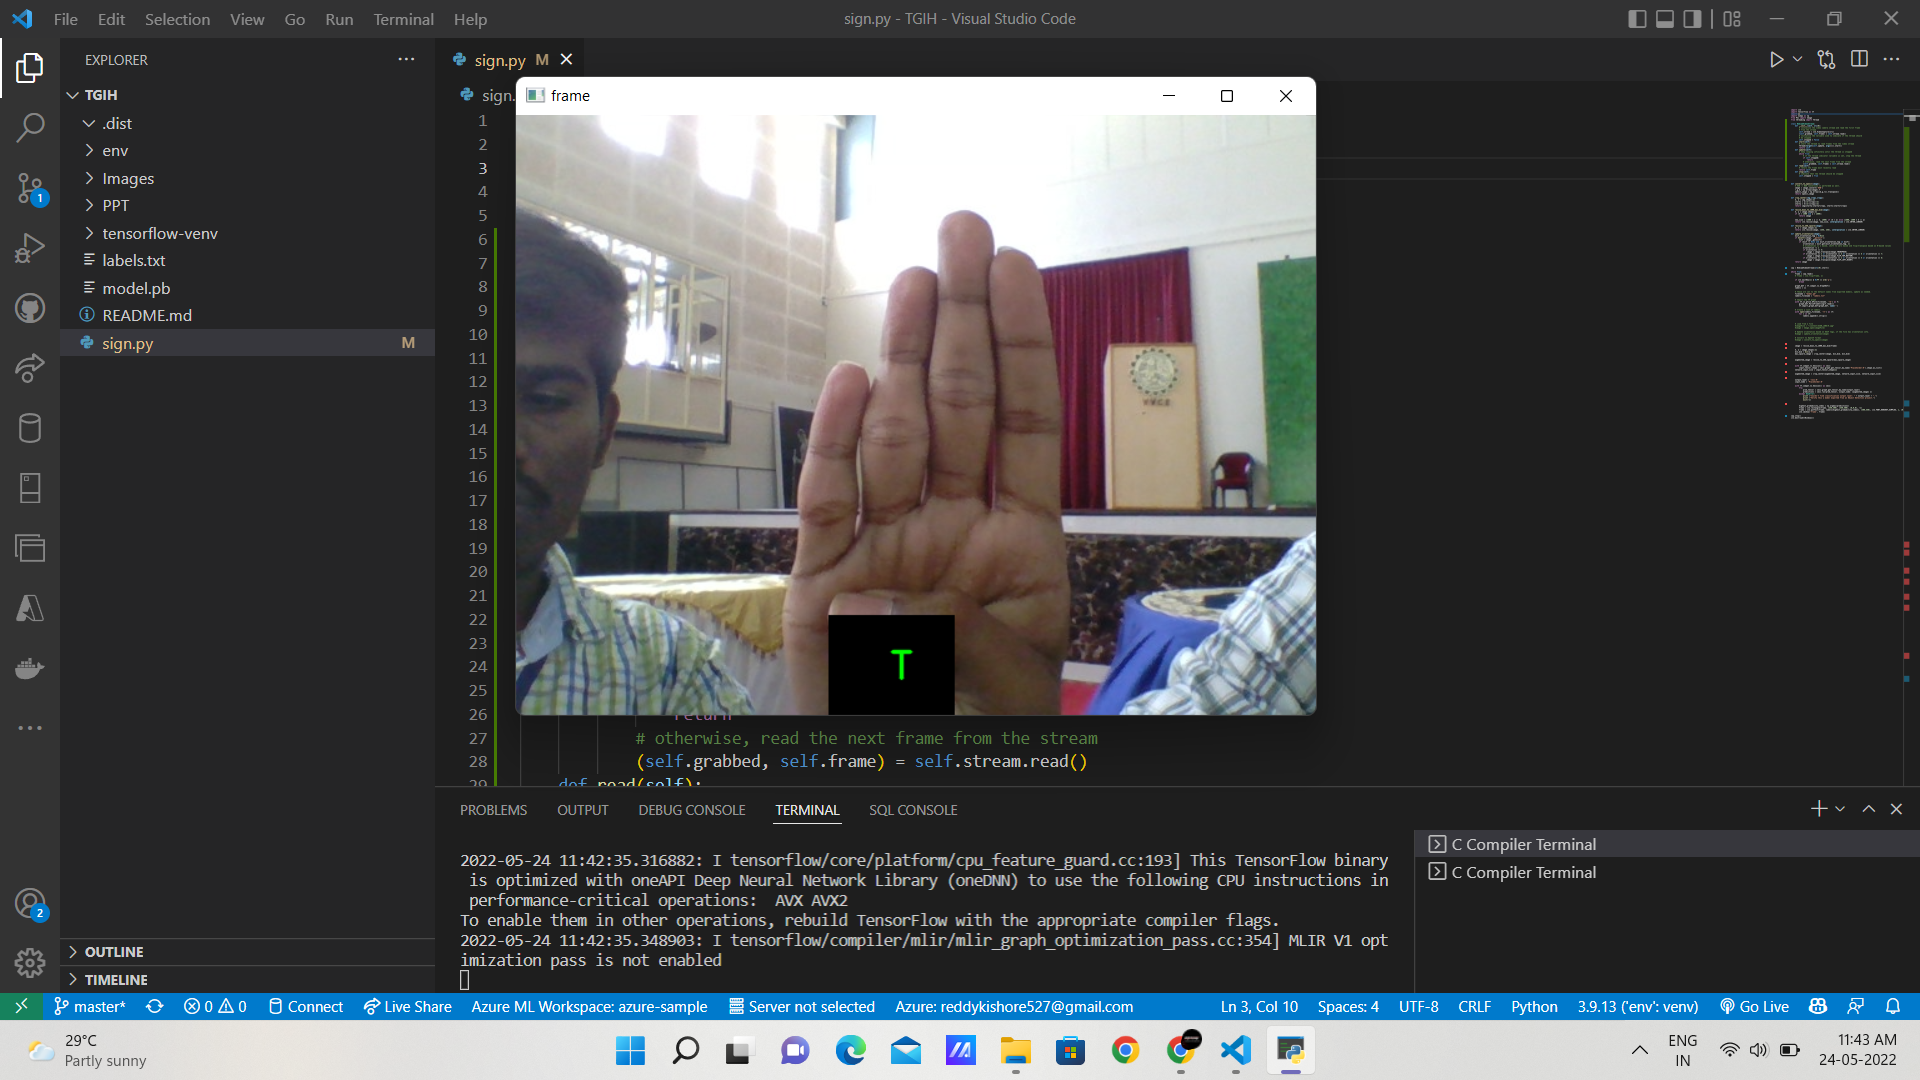 File Edit Selection View Go Run Terminal Help
sign.py - TGIH - Visual Studio Code
EXPLORER
TGIH
.dist
env
Images
PPT
tensorflow-venv
labels.txt
model.pb
README.md
sign.py M
1
2
sign.py M
sign.
frame
1
2
3
4
5
6
7
8
9
10
11
12
13
14
15
16
17
18
19
20
21
22
23
24
25
26
27
28
29
T
return
# otherwise, read the next frame from the stream
(self.grabbed, self.frame) = self.stream.read()
def read(self):
PROBLEMS OUTPUT DEBUG CONSOLE TERMINAL SQL CONSOLE
2022-05-24 11:42:35.316882: I tensorflow/core/platform/cpu_feature_guard.cc:193] This TensorFlow binary
is optimized with oneAPI Deep Neural Network Library (oneDNN) to use the following CPU instructions in
performance-critical operations:  AVX AVX2
To enable them in other operations, rebuild TensorFlow with the appropriate compiler flags.
2022-05-24 11:42:35.348903: I tensorflow/compiler/mlir/mlir_graph_optimization_pass.cc:354] MLIR V1 opt
imization pass is not enabled
C Compiler Terminal
C Compiler Terminal
OUTLINE
TIMELINE
master* 0 0 Connect Live Share Azure ML Workspace: azure-sample Server not selected Azure: reddykishore527@gmail.com Ln 3, Col 10 Spaces: 4 UTF-8 CRLF Python 3.9.13 ('env': venv) Go Live
29°C
Partly sunny
ENG
IN
11:43 AM
24-05-2022